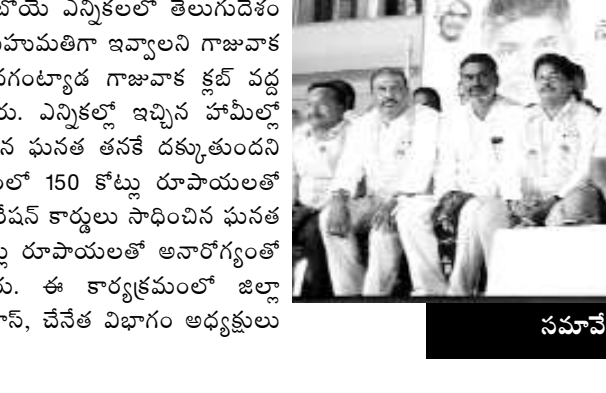 బోయే ఎన్నికలలో తెలుగుదేశం
హుమతిగా ఇవ్వాలని గాజువాక
గంట్యాడ గాజువాక క్లబ్ వద్ద
రు. ఎన్నికల్లో ఇచ్చిన హామీల్లో
న ఘనత తనకే దక్కుతుందని
లో 150 కోట్లు రూపాయలతో
రేషన్ కార్డులు సాధించిన ఘనత
రూపాయలతో అనారోగ్యంతో
రు. ఈ కార్యక్రమంలో జిల్లా
స్, చేనేత విభాగం అధ్యక్షులు
సమావే